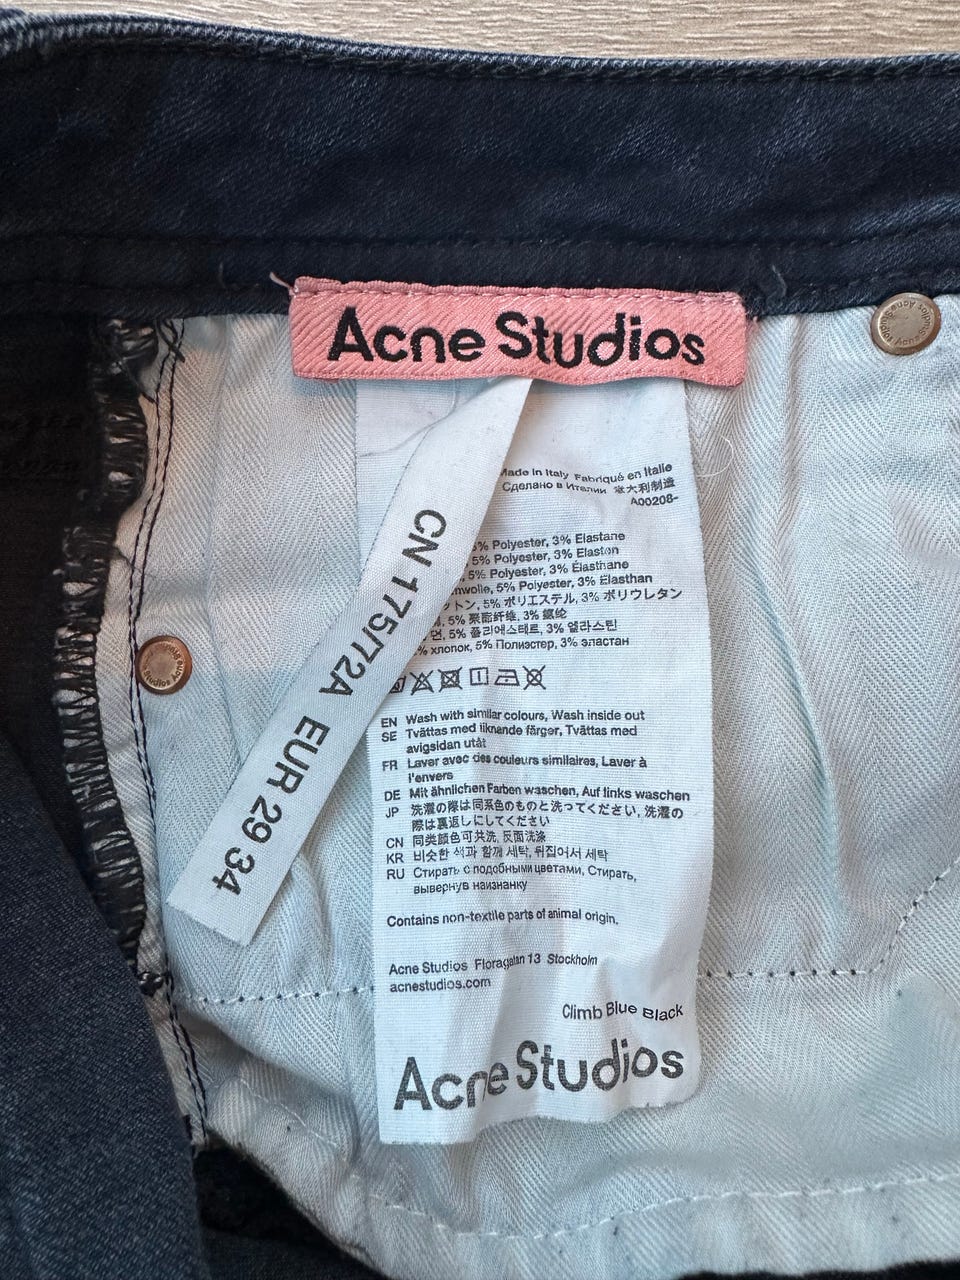 Acne Studios
Made in Italy Fabriqué en Italie
Сделано в Италии 意大利制造
A00208-
5% Polyester, 3% Elastane
5% Polyester, 3% Elaston
, 5% Polyester, 3% Élasthane
mwolle, 5% Polyester, 3% Elasthan
トン, 5% ポリエステル, 3% ポリウレタン
, 5% 聚酯纤维, 3% 氨纶
면, 5% 폴리에스테르, 3% 엘라스틴
% хлопок, 5% Полиэстер, 3% эластан
EN Wash with similar colours, Wash inside out
SE Tvättas med liknande färger, Tvättas med
avigsidan utåt
FR Laver avec des couleurs similaires, Laver à
l'envers
DE Mit ähnlichen Farben waschen, Auf links waschen
JP 洗濯の際は同系色のものと洗ってください, 洗濯の
際は裏返しにしてください
CN 同类颜色可共洗, 反面洗涤
KR 비슷한 색과 함께 세탁, 뒤집어서 세탁
RU Стирать с подобными цветами, Стирать,
вывернув наизнанку
Contains non-textile parts of animal origin.
Acne Studios Floragatan 13 Stockholm
acnestudios.com
Climb Blue Black
Acne Studios
CN 175/72A EUR 29 34
Acne Studios
Acne Studios